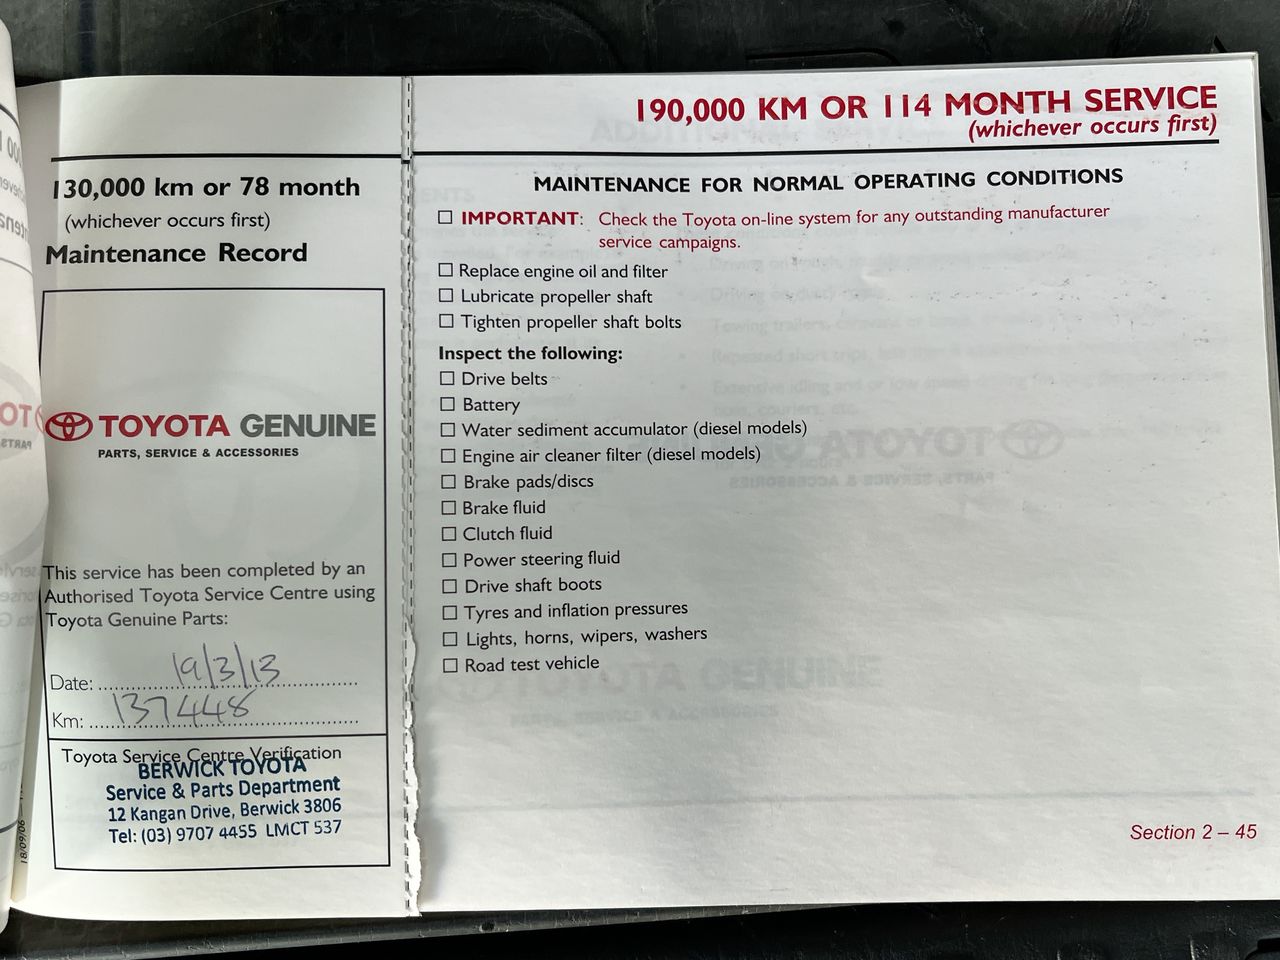 130,000 km or 78 month
(whichever occurs first)
Maintenance Record
TOYOTA GENUINE
PARTS, SERVICE & ACCESSORIES
This service has been completed by an
Authorised Toyota Service Centre using
Toyota Genuine Parts:
Date: 19/3/13
Km: 137448
Toyota Service Centre Verification
BERWICK TOYOTA
Service & Parts Department
12 Kangan Drive, Berwick 3806
Tel: (03) 9707 4455 LMCT 537
18/09/06
190,000 KM OR 114 MONTH SERVICE
(whichever occurs first)
MAINTENANCE FOR NORMAL OPERATING CONDITIONS
IMPORTANT: Check the Toyota on-line system for any outstanding manufacturer
service campaigns.
Replace engine oil and filter
Lubricate propeller shaft
Tighten propeller shaft bolts
Inspect the following:
Drive belts
Battery
Water sediment accumulator (diesel models)
Engine air cleaner filter (diesel models)
Brake pads/discs
Brake fluid
Clutch fluid
Power steering fluid
Drive shaft boots
Tyres and inflation pressures
Lights, horns, wipers, washers
Road test vehicle
Section 2 – 45